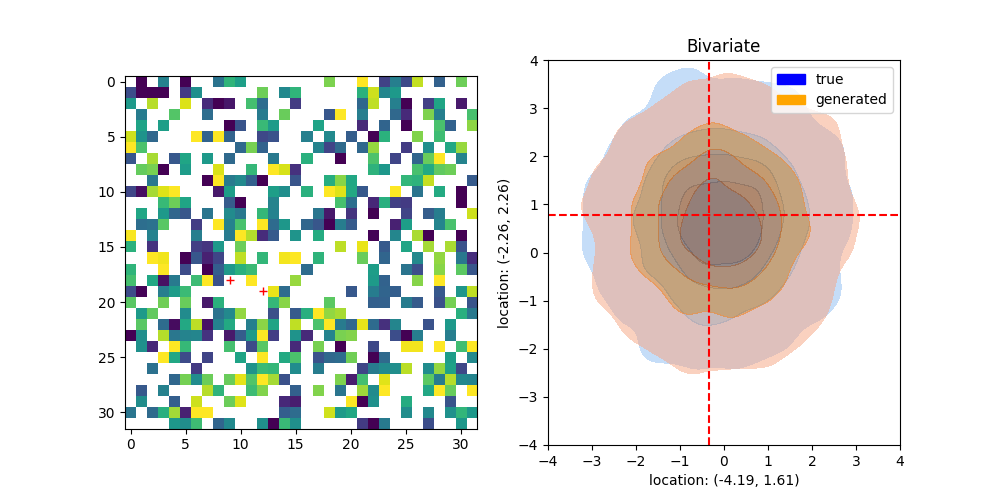 Bivariate
0
5
10
15
20
25
30
0 5 10 15 20 25 30
location: (-2.26, 2.26)
4
3
2
1
0
−1
−2
−3
−4
true
generated
−4 −3 −2 −1 0 1 2 3 4
location: (-4.19, 1.61)